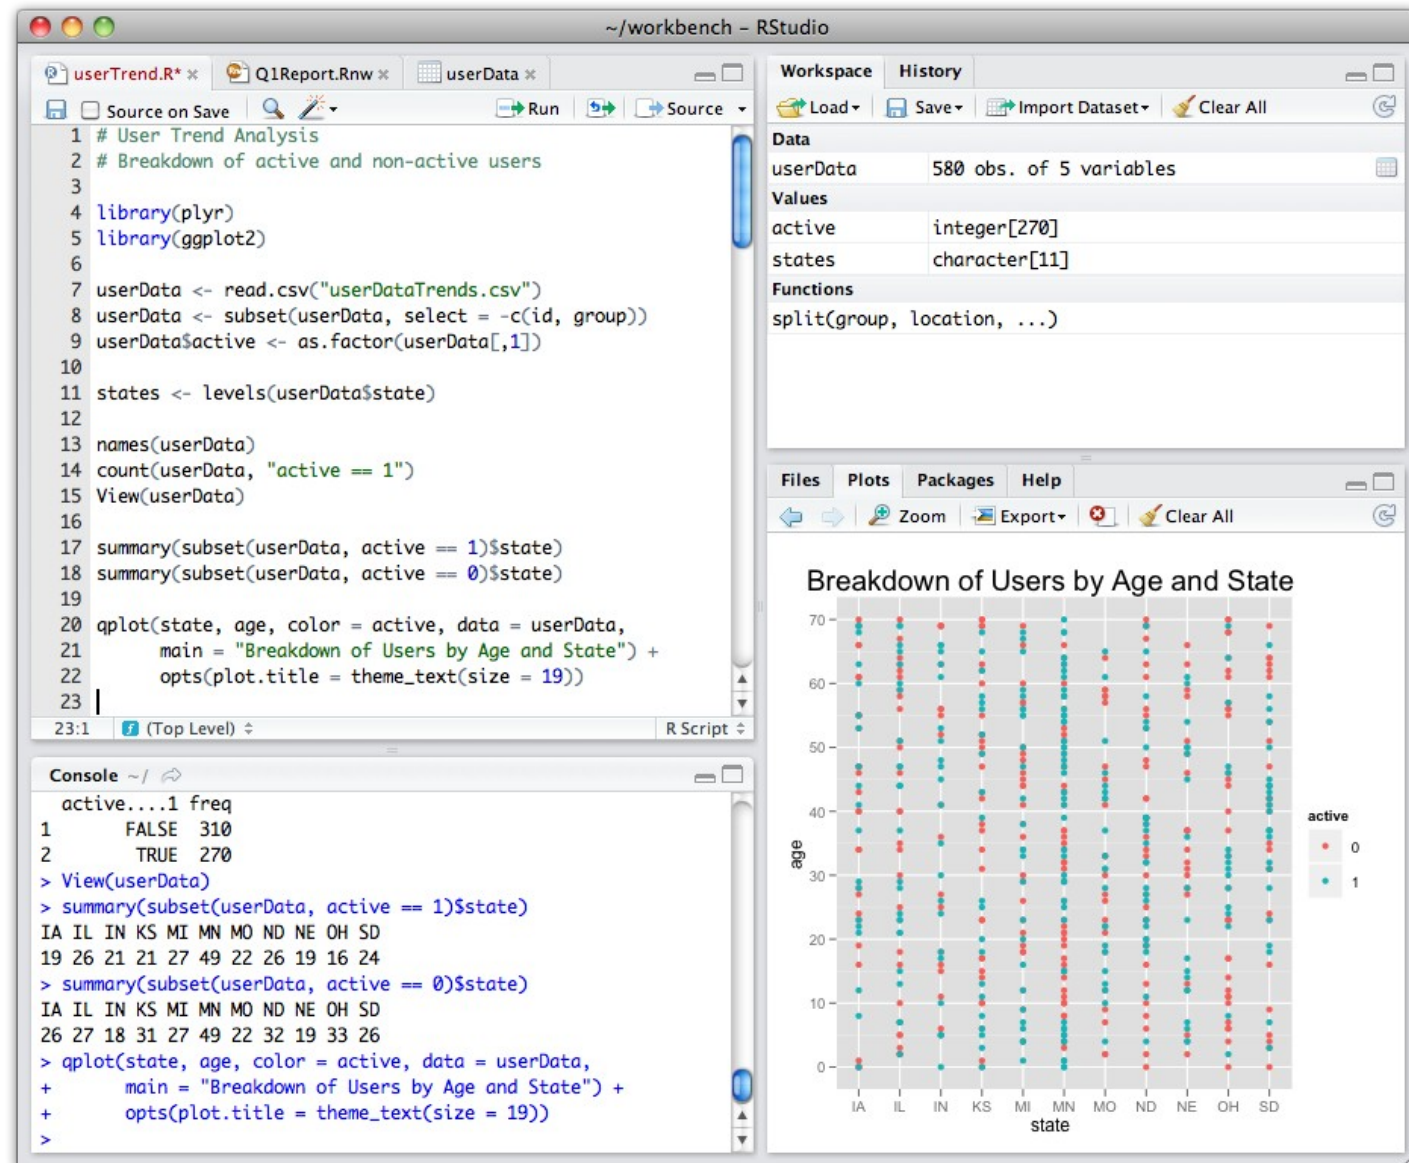 ~/workbench – RStudio
userTrend.R* × Q1Report.Rnw × userData ×
Source on Save Run Source
1 # User Trend Analysis
2 # Breakdown of active and non-active users
3
4 library(plyr)
5 library(ggplot2)
6
7 userData <- read.csv("userDataTrends.csv")
8 userData <- subset(userData, select = -c(id, group))
9 userData$active <- as.factor(userData[,1])
10
11 states <- levels(userData$state)
12
13 names(userData)
14 count(userData, "active == 1")
15 View(userData)
16
17 summary(subset(userData, active == 1)$state)
18 summary(subset(userData, active == 0)$state)
19
20 qplot(state, age, color = active, data = userData,
21 main = "Breakdown of Users by Age and State") +
22 opts(plot.title = theme_text(size = 19))
23
23:1 (Top Level) R Script
Console ~/
active....1 freq
1 FALSE 310
2 TRUE 270
> View(userData)
> summary(subset(userData, active == 1)$state)
IA IL IN KS MI MN MO ND NE OH SD
19 26 21 21 27 49 22 26 19 16 24
> summary(subset(userData, active == 0)$state)
IA IL IN KS MI MN MO ND NE OH SD
26 27 18 31 27 49 22 32 19 33 26
> qplot(state, age, color = active, data = userData,
+ main = "Breakdown of Users by Age and State") +
+ opts(plot.title = theme_text(size = 19))
>
Workspace History
Load Save Import Dataset Clear All
Data
userData 580 obs. of 5 variables
Values
active integer[270]
states character[11]
Functions
split(group, location, ...)
Files Plots Packages Help
Zoom Export Clear All
Breakdown of Users by Age and State
70
60
50
40
30
20
10
0
age
IA IL IN KS MI MN MO ND NE OH SD
state
active
0
1